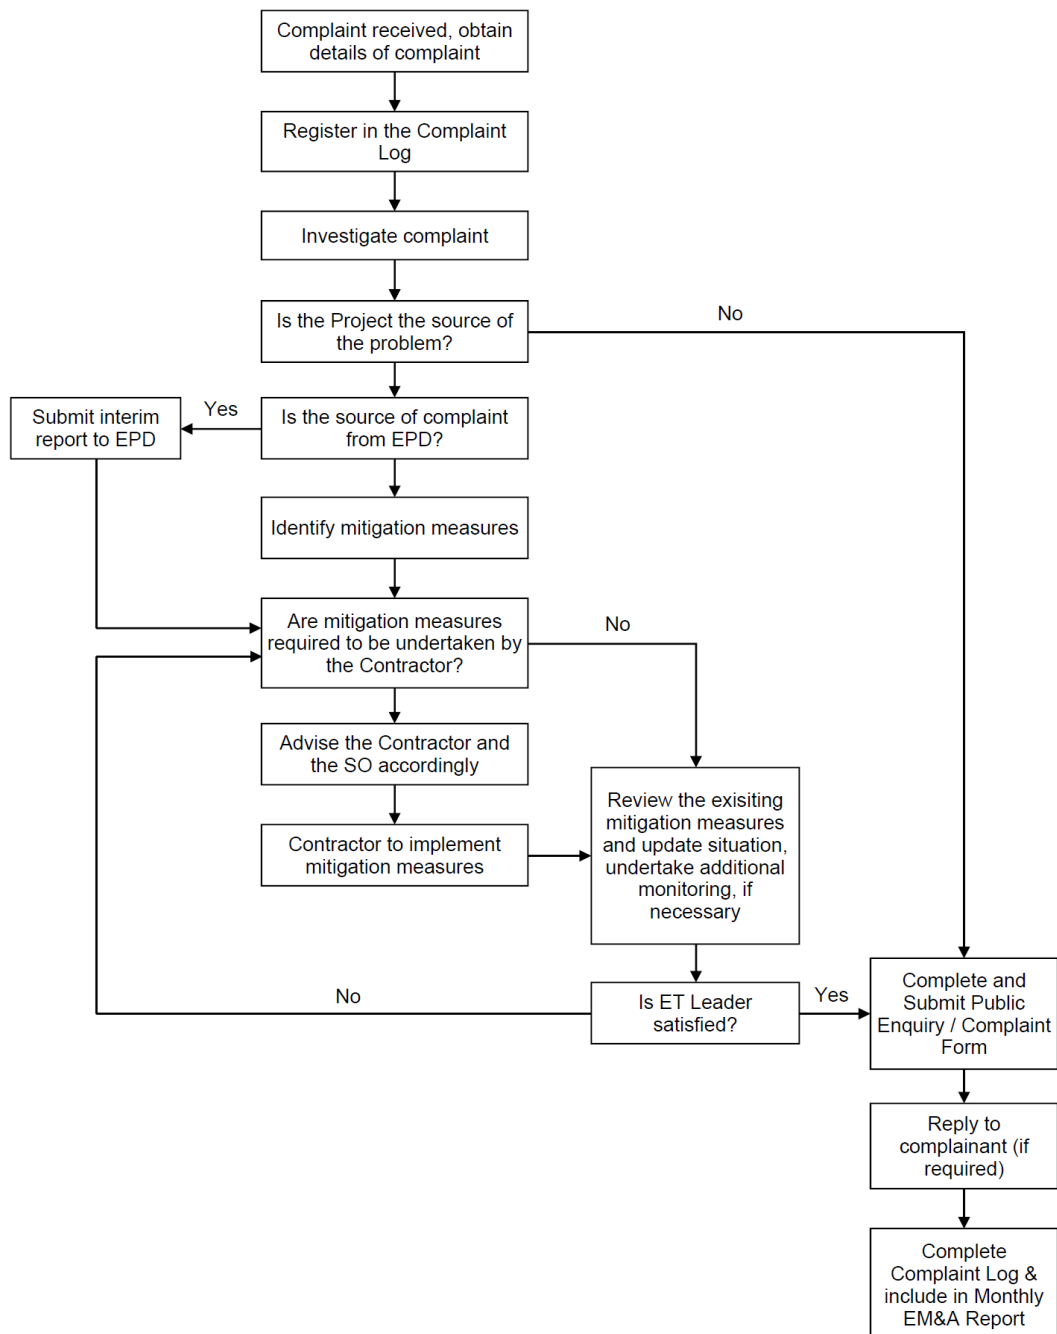 Complaint received, obtain
details of complaint
Register in the Complaint
Log
Investigate complaint
Is the Project the source of
the problem?
No
Submit interim
report to EPD
Yes
Is the source of complaint
from EPD?
Identify mitigation measures
Are mitigation measures
required to be undertaken by
the Contractor?
No
Advise the Contractor and
the SO accordingly
Contractor to implement
mitigation measures
Review the exisiting
mitigation measures
and update situation,
undertake additional
monitoring, if
necessary
No
Is ET Leader
satisfied?
Yes
Complete and
Submit Public
Enquiry / Complaint
Form
Reply to
complainant (if
required)
Complete
Complaint Log &
include in Monthly
EM&A Report